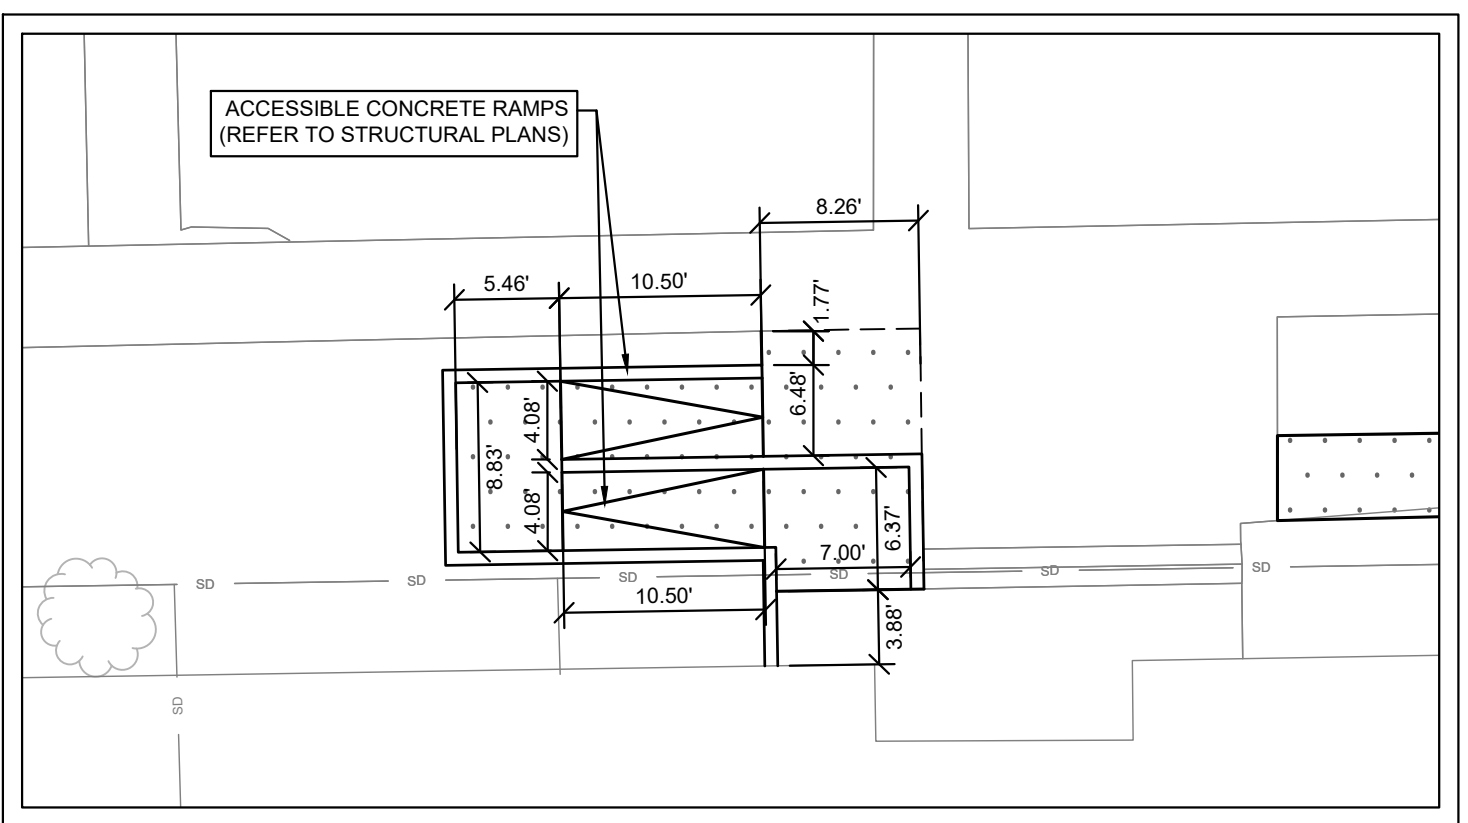 ACCESSIBLE CONCRETE RAMPS
(REFER TO STRUCTURAL PLANS)
8.26'
5.46'
10.50'
1.77'
6.48'
4.08'
8.83'
4.08'
6.37'
7.00'
SD
SD
SD
SD
SD
SD
10.50'
3.88'
SD